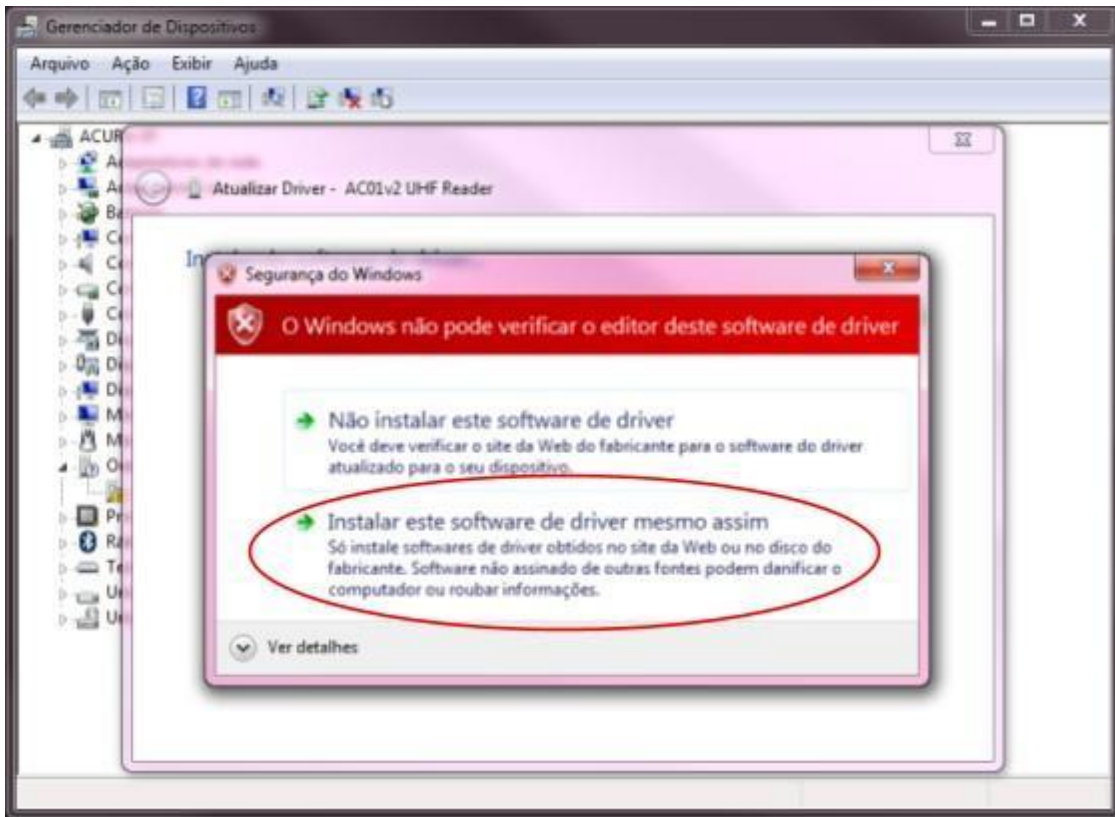 Gerenciador de Dispositivos
Arquivo Ação Exibir Ajuda
ACUR
Atualizar Driver - AC01v2 UHF Reader
Segurança do Windows
O Windows não pode verificar o editor deste software de driver
Não instalar este software de driver
Você deve verificar o site da Web do fabricante para o software do driver
atualizado para o seu dispositivo.
Instalar este software de driver mesmo assim
Só instale softwares de driver obtidos no site da Web ou no disco do
fabricante. Software não assinado de outras fontes podem danificar o
computador ou roubar informações.
Ver detalhes